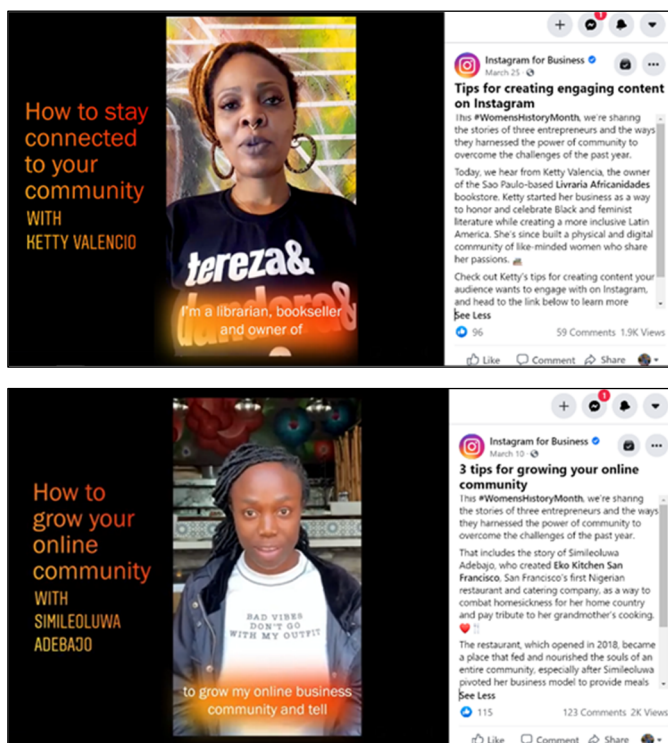 How to stay
connected
to your
community
WITH
KETTY VALENCIO
tereza&
dandara&
I'm a librarian, bookseller
and owner of
1
Instagram for Business
March 25 ·
Tips for creating engaging content
on Instagram
This #WomensHistoryMonth, we're sharing
the stories of three entrepreneurs and the ways
they harnessed the power of community to
overcome the challenges of the past year.
Today, we hear from Ketty Valencia, the owner
of the Sao Paulo-based Livraria Africanidades
bookstore. Ketty started her business as a way
to honor and celebrate Black and feminist
literature while creating a more inclusive Latin
America. She's since built a physical and digital
community of like-minded women who share
her passions.
Check out Ketty's tips for creating content your
audience wants to engage with on Instagram,
and head to the link below to learn more
See Less
96 59 Comments 1.9K Views
Like Comment Share
How to
grow your
online
community
WITH
SIMILEOLUWA
ADEBAJO
BAD VIBES
DON'T GO
WITH MY OUTFIT
to grow my online business
community and tell
1
Instagram for Business
March 10 ·
3 tips for growing your online
community
This #WomensHistoryMonth, we're sharing
the stories of three entrepreneurs and the ways
they harnessed the power of community to
overcome the challenges of the past year.
That includes the story of Simileoluwa
Adebajo, who created Eko Kitchen San
Francisco, San Francisco's first Nigerian
restaurant and catering company, as a way to
combat homesickness for her home country
and pay tribute to her grandmother's cooking.
The restaurant, which opened in 2018, became
a place that fed and nourished the souls of an
entire community, especially after Simileoluwa
pivoted her business model to provide meals
See Less
115 123 Comments 2K Views
Like Comment Share